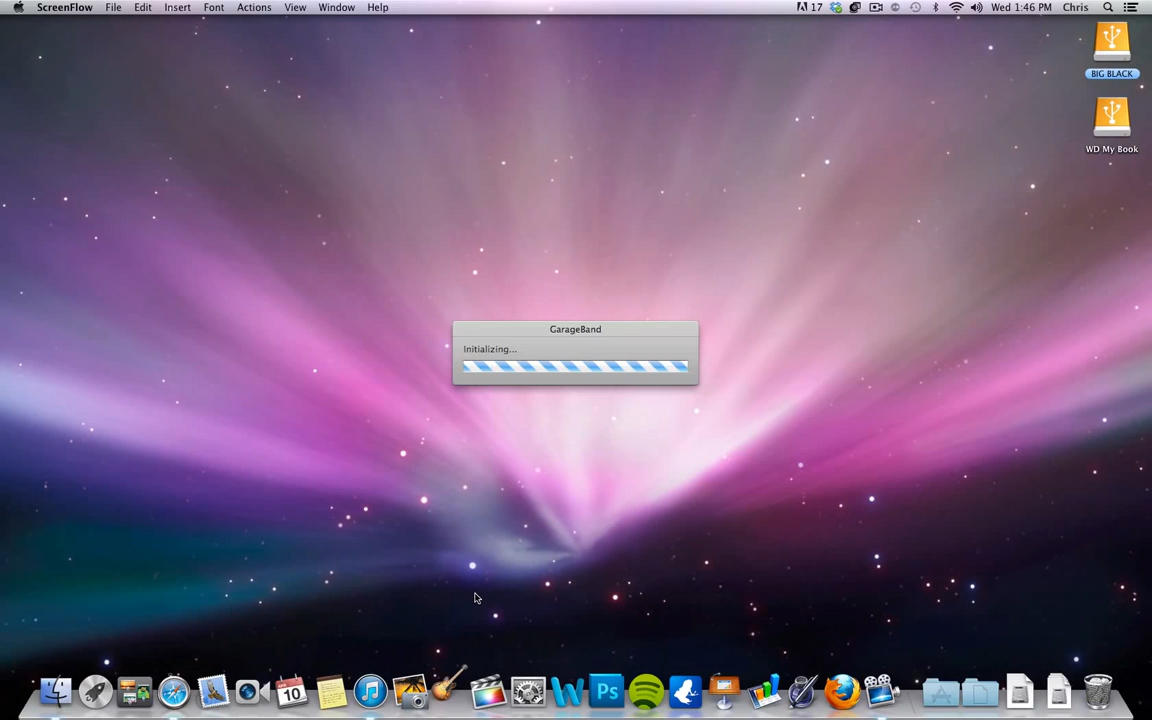 ScreenFlow File Edit Insert Font Actions View Window Help 17 Wed 1:46 PM Chris
BIG BLACK
WD My Book
GarageBand
Initializing...
10
W Ps